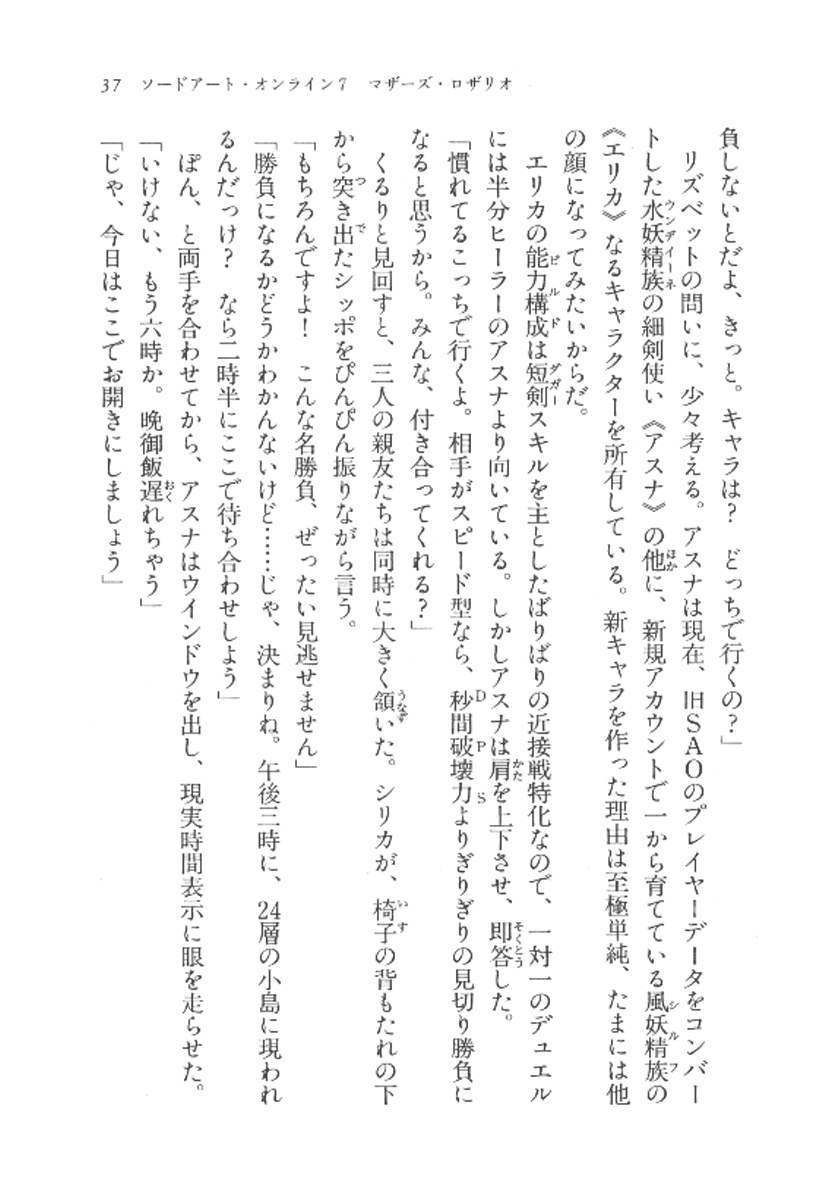 37　ソードアート・オンライン7　マザーズ・ロザリオ
負しないとだよ、きっと。キャラは？　どっちで行くの？」
　リズベットの問いに、少々考える。アスナは現在、旧ＳＡＯのプレイヤーデータをコンバー
トした水妖精族の細剣使い《アスナ》の他に、新規アカウントで一から育てている風妖精族の
《エリカ》なるキャラクターを所有している。新キャラを作った理由は至極単純、たまには他
の顔になってみたいからだ。
　エリカの能力構成は短剣スキルを主としたばりばりの近接戦特化なので、一対一のデュエル
には半分ヒーラーのアスナより向いている。しかしアスナは肩を上下させ、即答した。
「慣れてるこっちで行くよ。相手がスピード型なら、秒間破壊力よりぎりぎりの見切り勝負に
なると思うから。みんな、付き合ってくれる？」
　くるりと見回すと、三人の親友たちは同時に大きく頷いた。シリカが、椅子の背もたれの下
から突き出たシッポをぴんぴん振りながら言う。
「もちろんですよ！　こんな名勝負、ぜったい見逃せません」
「勝負になるかどうかわかんないけど……じゃ、決まりね。午後三時に、24層の小島に現われ
るんだっけ？　なら二時半にここで待ち合わせしよう」
　ぽん、と両手を合わせてから、アスナはウインドウを出し、現実時間表示に眼を走らせた。
「いけない、もう六時か。晩御飯遅れちゃう」
「じゃ、今日はここでお開きにしましょう」